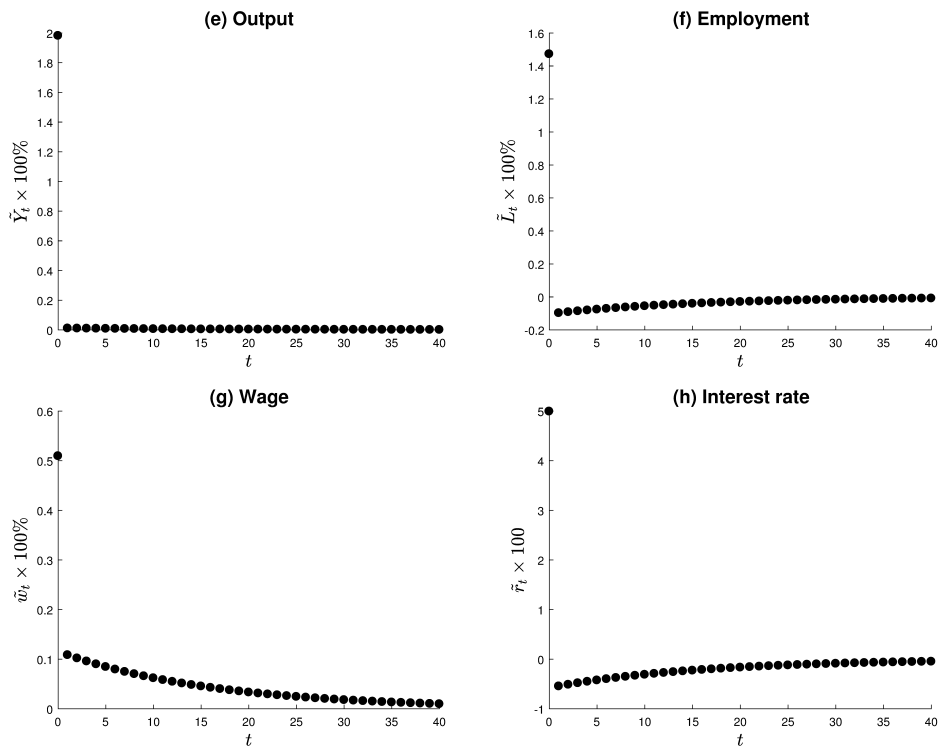 (e) Output
2
1.8
1.6
1.4
1.2
1
0.8
0.6
0.4
0.2
0
Ỹt × 100%
0 5 10 15 20 25 30 35 40
t
(f) Employment
1.6
1.4
1.2
1
0.8
0.6
0.4
0.2
0
-0.2
L̃t × 100%
0 5 10 15 20 25 30 35 40
t
(g) Wage
0.6
0.5
0.4
0.3
0.2
0.1
0
w̃t × 100%
0 5 10 15 20 25 30 35 40
t
(h) Interest rate
5
4
3
2
1
0
-1
r̃t × 100
0 5 10 15 20 25 30 35 40
t